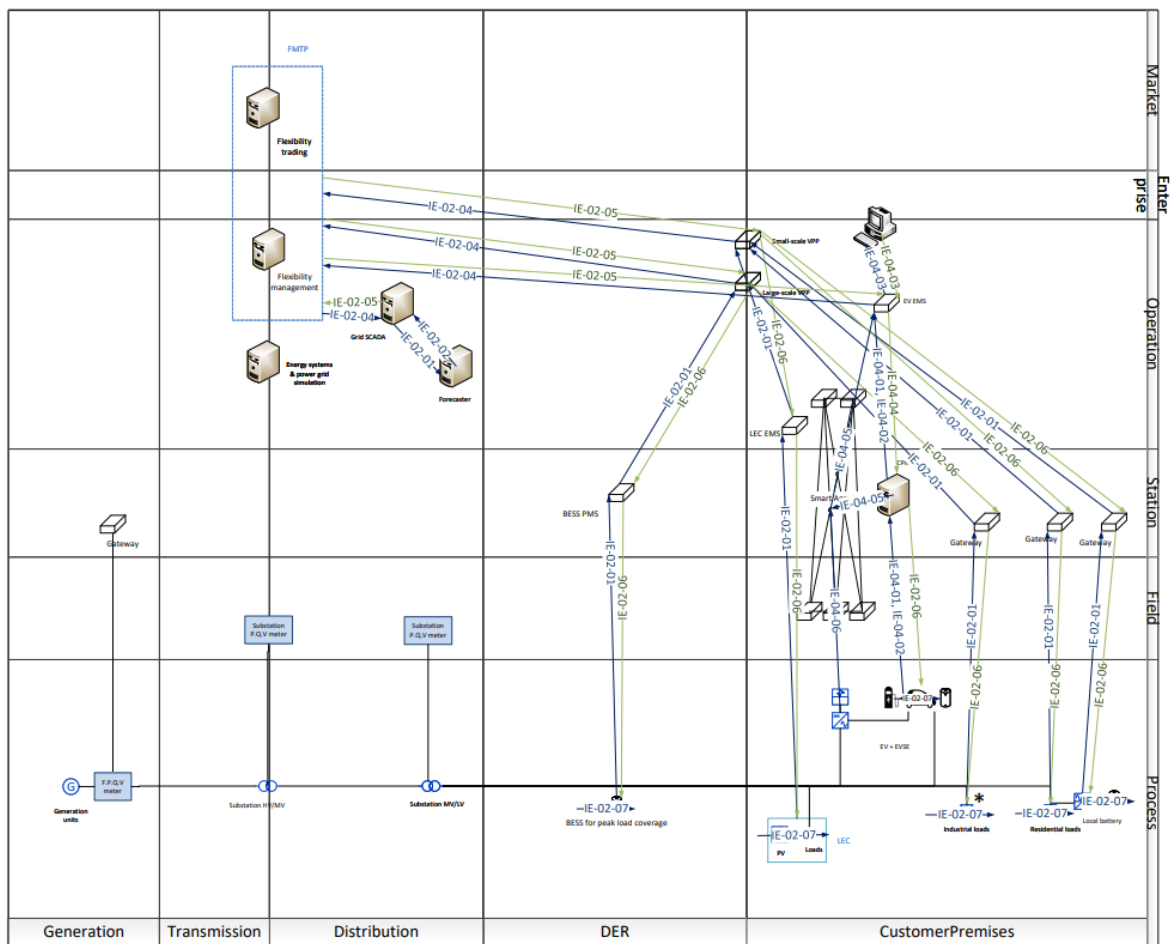 FMTP
Market
Flexibility
trading
Enter
prise
IE-02-05
IE-02-04
Small-scale VPP
IE-02-05
IE-02-04
IE-04-03
IE-04-03
Flexibility
management
IE-02-05
IE-02-04
Large-scale VPP
EV EMS
IE-02-05
IE-02-04
Grid SCADA
IE-02-02
IE-02-01
Operation
Energy systems
& power grid
simulation
Forecaster
IE-02-01
IE-02-06
IE-02-01
IE-02-06
IE-04-01, IE-04-02
IE-04-04
IE-02-01
IE-02-06
IE-02-01
IE-02-06
IE-02-01
IE-02-06
LEC EMS
IE-04-05
Station
Smart A
IE-04-05
BESS PMS
Gateway
Gateway
Gateway
Gateway
IE-02-01
IE-02-06
IE-02-01
IE-02-06
IE-04-06
IE-04-01, IE-04-02
IE-02-06
IE-02-01
IE-02-06
IE-02-01
IE-02-06
IE-02-01
IE-02-06
Field
Substation
P.Q.V meter
Substation
P.Q.V meter
IE-02-07
EV + EVSE
Process
G
F.P.Q.V
meter
Generation
units
Substation HV/MV
Substation MV/LV
IE-02-07
BESS for peak load coverage
IE-02-07
PV
Loads
LEC
*
IE-02-07
Industrial loads
IE-02-07
Residential loads
IE-02-07
Local battery
Generation
Transmission
Distribution
DER
CustomerPremises